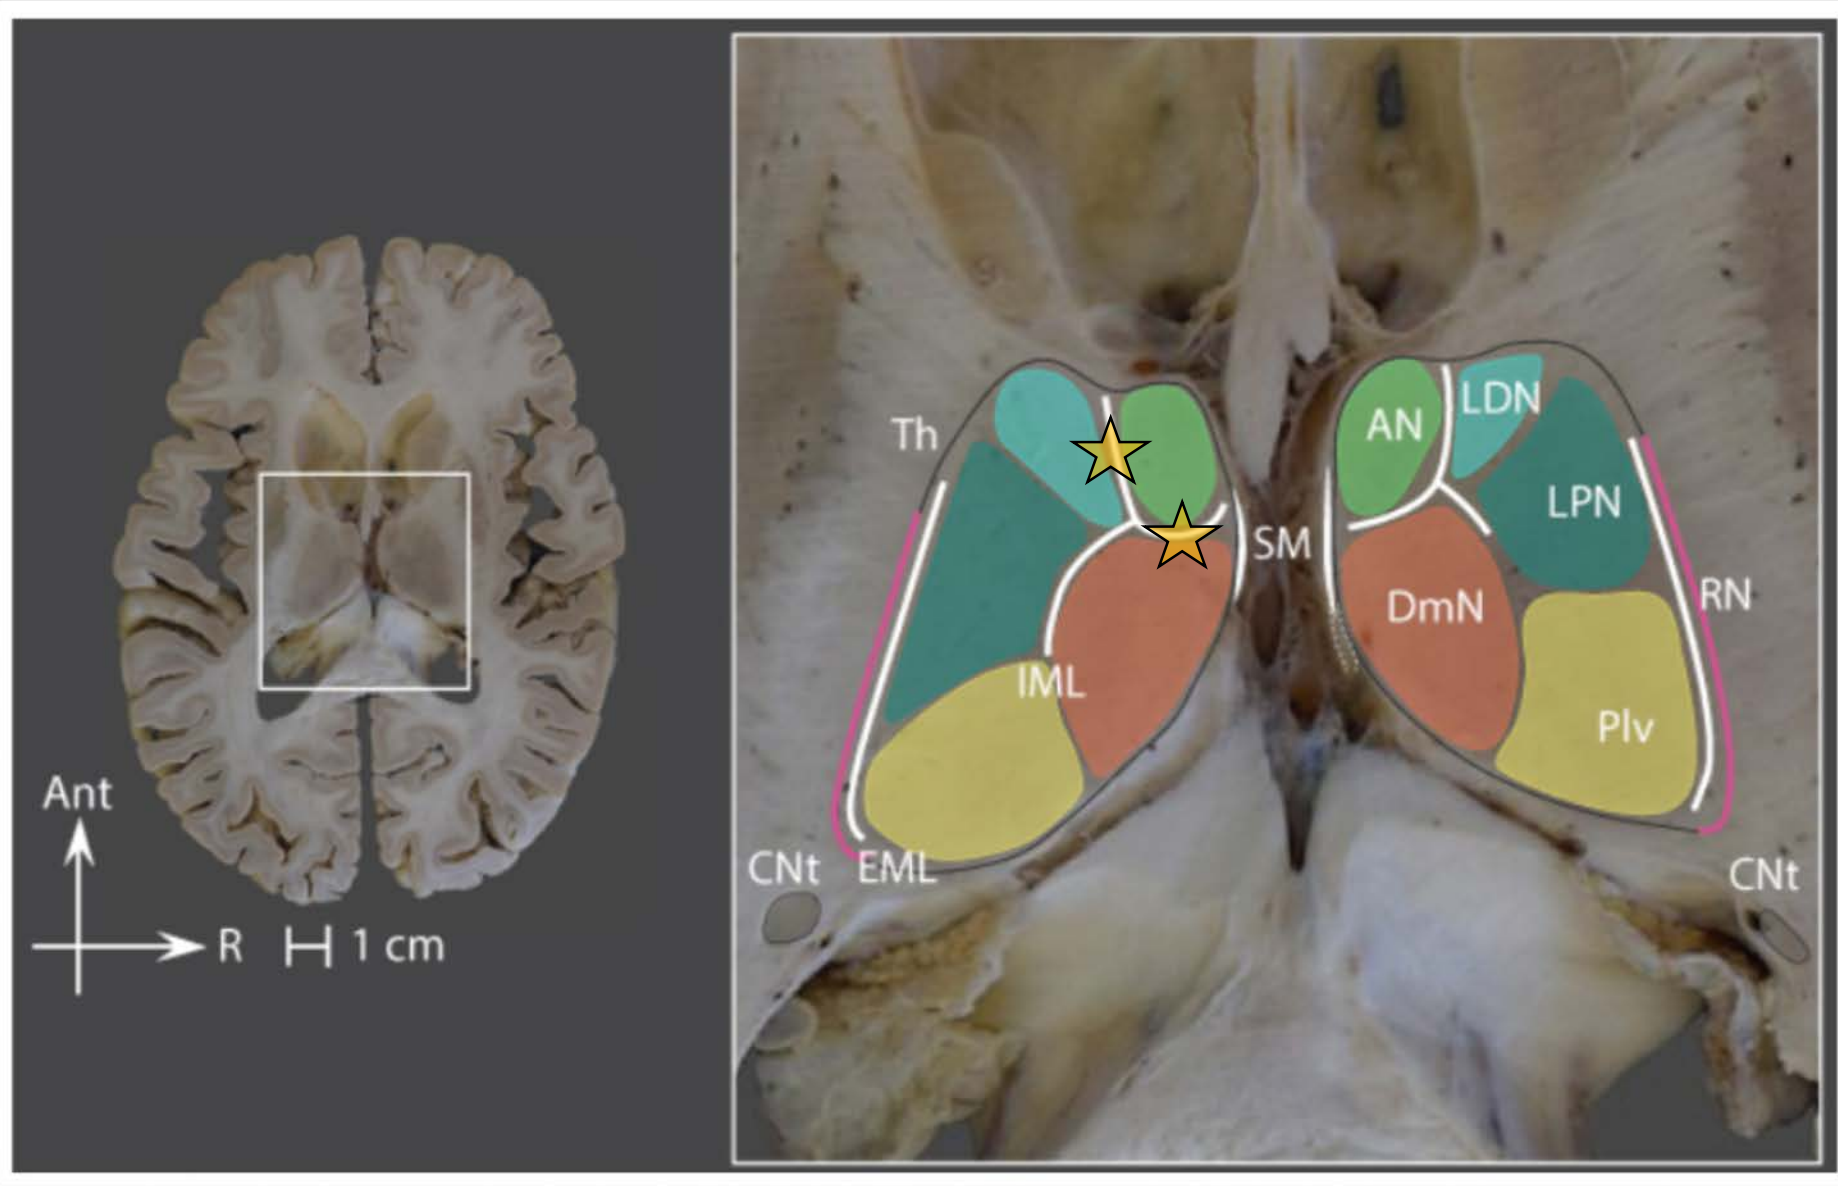 AN
LDN
Th
LPN
SM
DmN
RN
IML
Plv
Ant
CNt
EML
CNt
R
1 cm